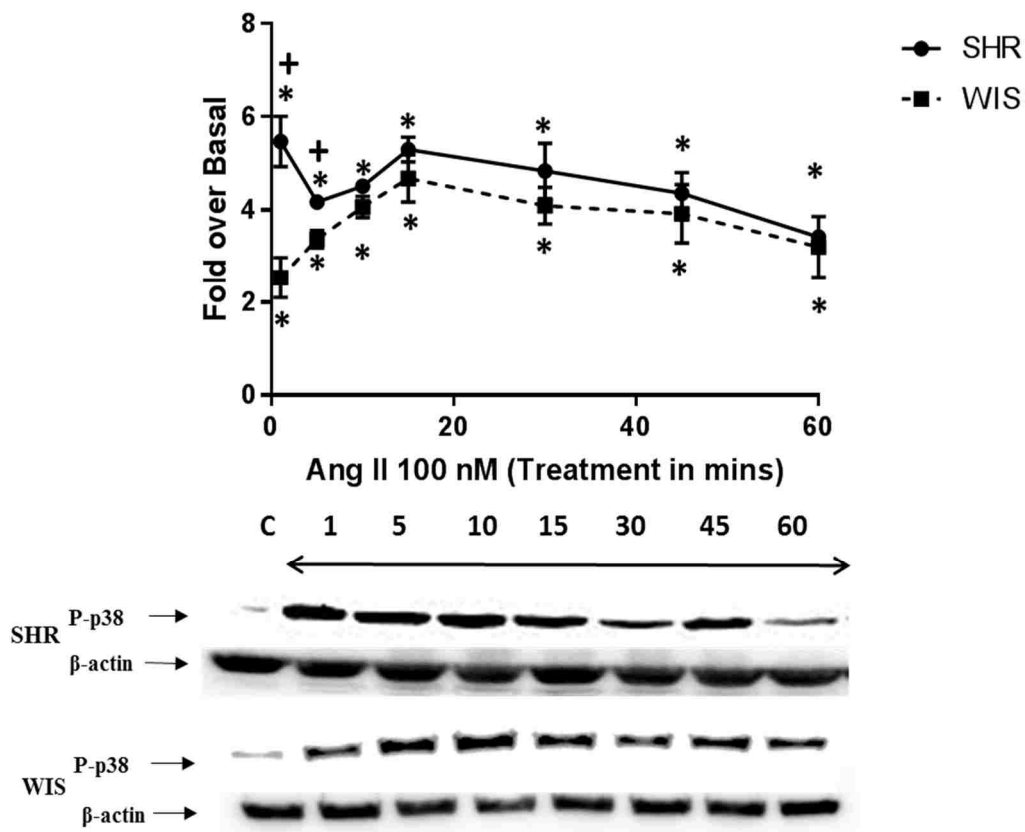 8
SHR
WIS
+
*
6
+
*
*
*
*
*
*
4
*
*
*
*
*
*
2
*
*
0
Fold over Basal
0 20 40 60
Ang II 100 nM (Treatment in mins)
C 1 5 10 15 30 45 60
SHR P-p38
β-actin
WIS P-p38
β-actin